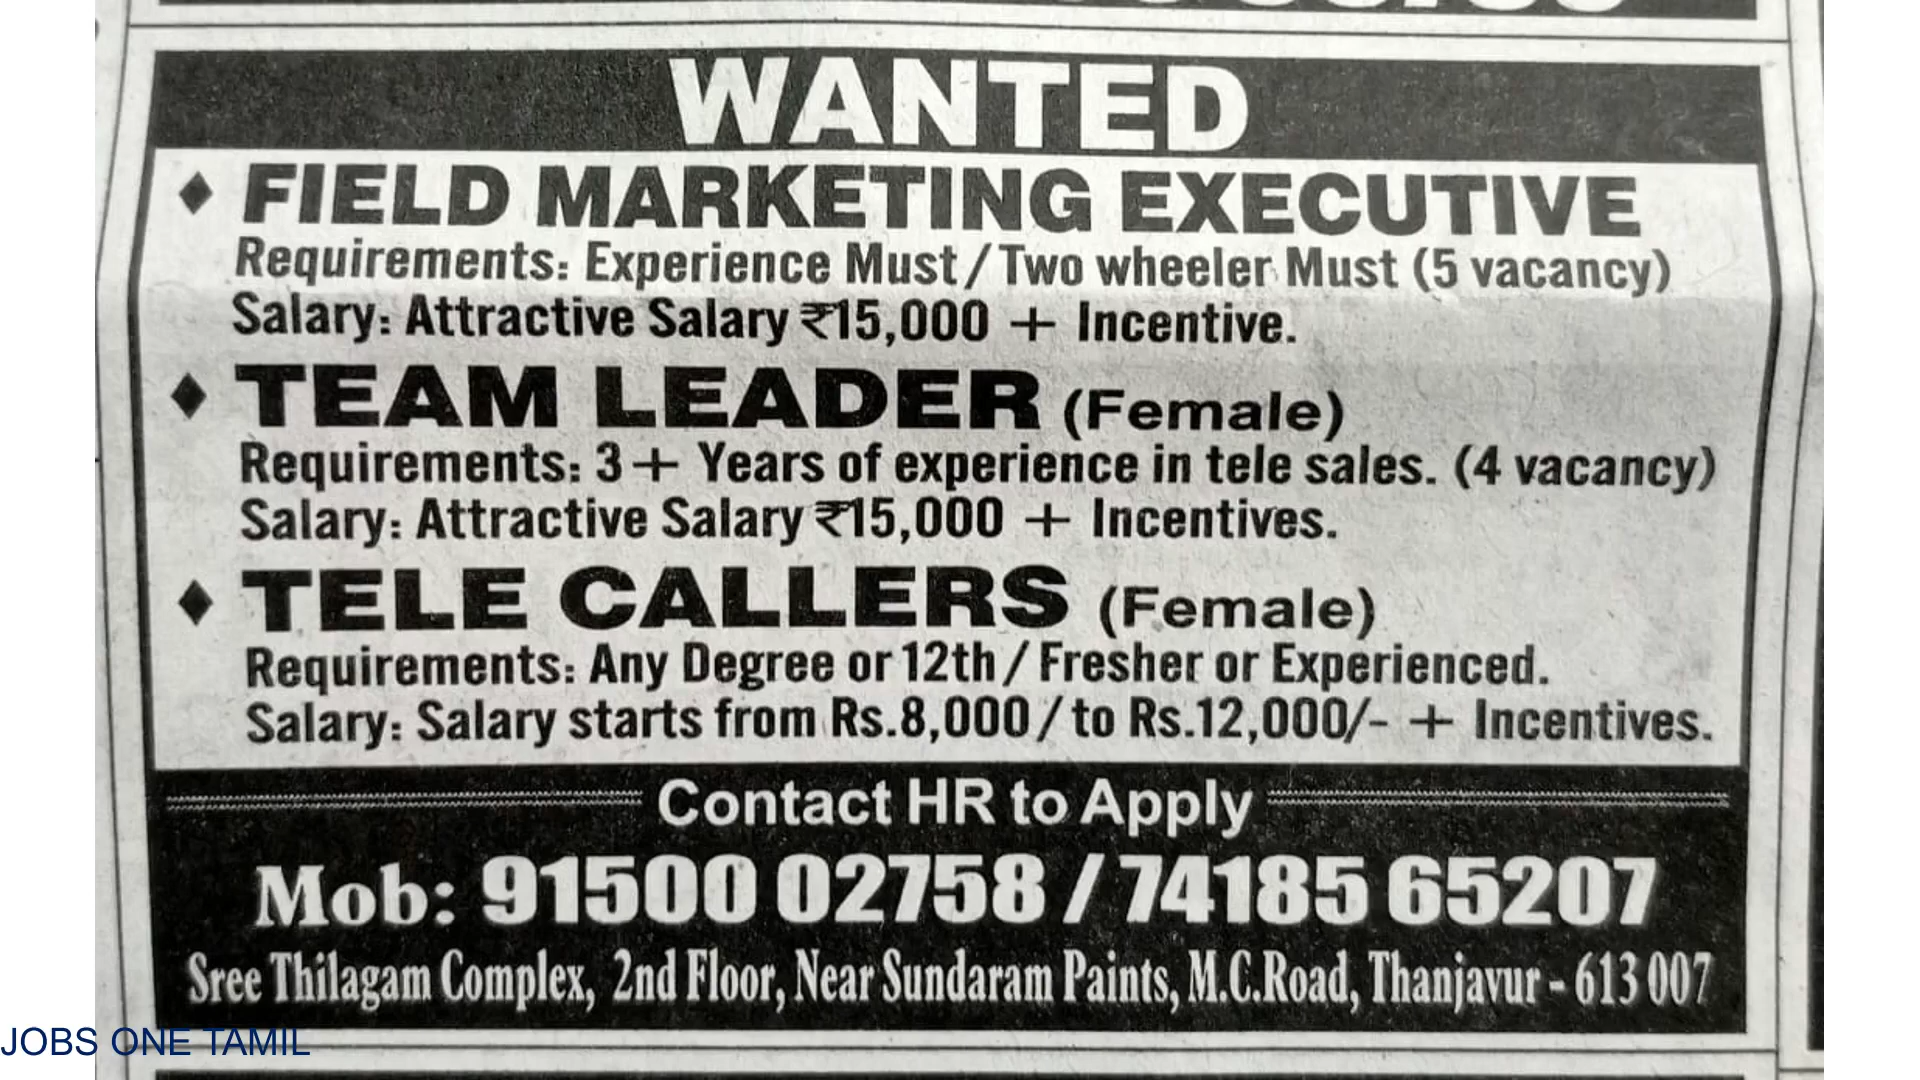 WANTED
♦ FIELD MARKETING EXECUTIVE
Requirements: Experience Must / Two wheeler Must (5 vacancy)
Salary: Attractive Salary ₹15,000 + Incentive.
♦ TEAM LEADER (Female)
Requirements: 3+ Years of experience in tele sales. (4 vacancy)
Salary: Attractive Salary ₹15,000 + Incentives.
♦ TELE CALLERS (Female)
Requirements: Any Degree or 12th / Fresher or Experienced.
Salary: Salary starts from Rs.8,000 / to Rs.12,000/- + Incentives.
Contact HR to Apply
Mob: 91500 02758 / 74185 65207
Sree Thilagam Complex, 2nd Floor, Near Sundaram Paints, M.C.Road, Thanjavur - 613 007
JOBS ONE TAMIL